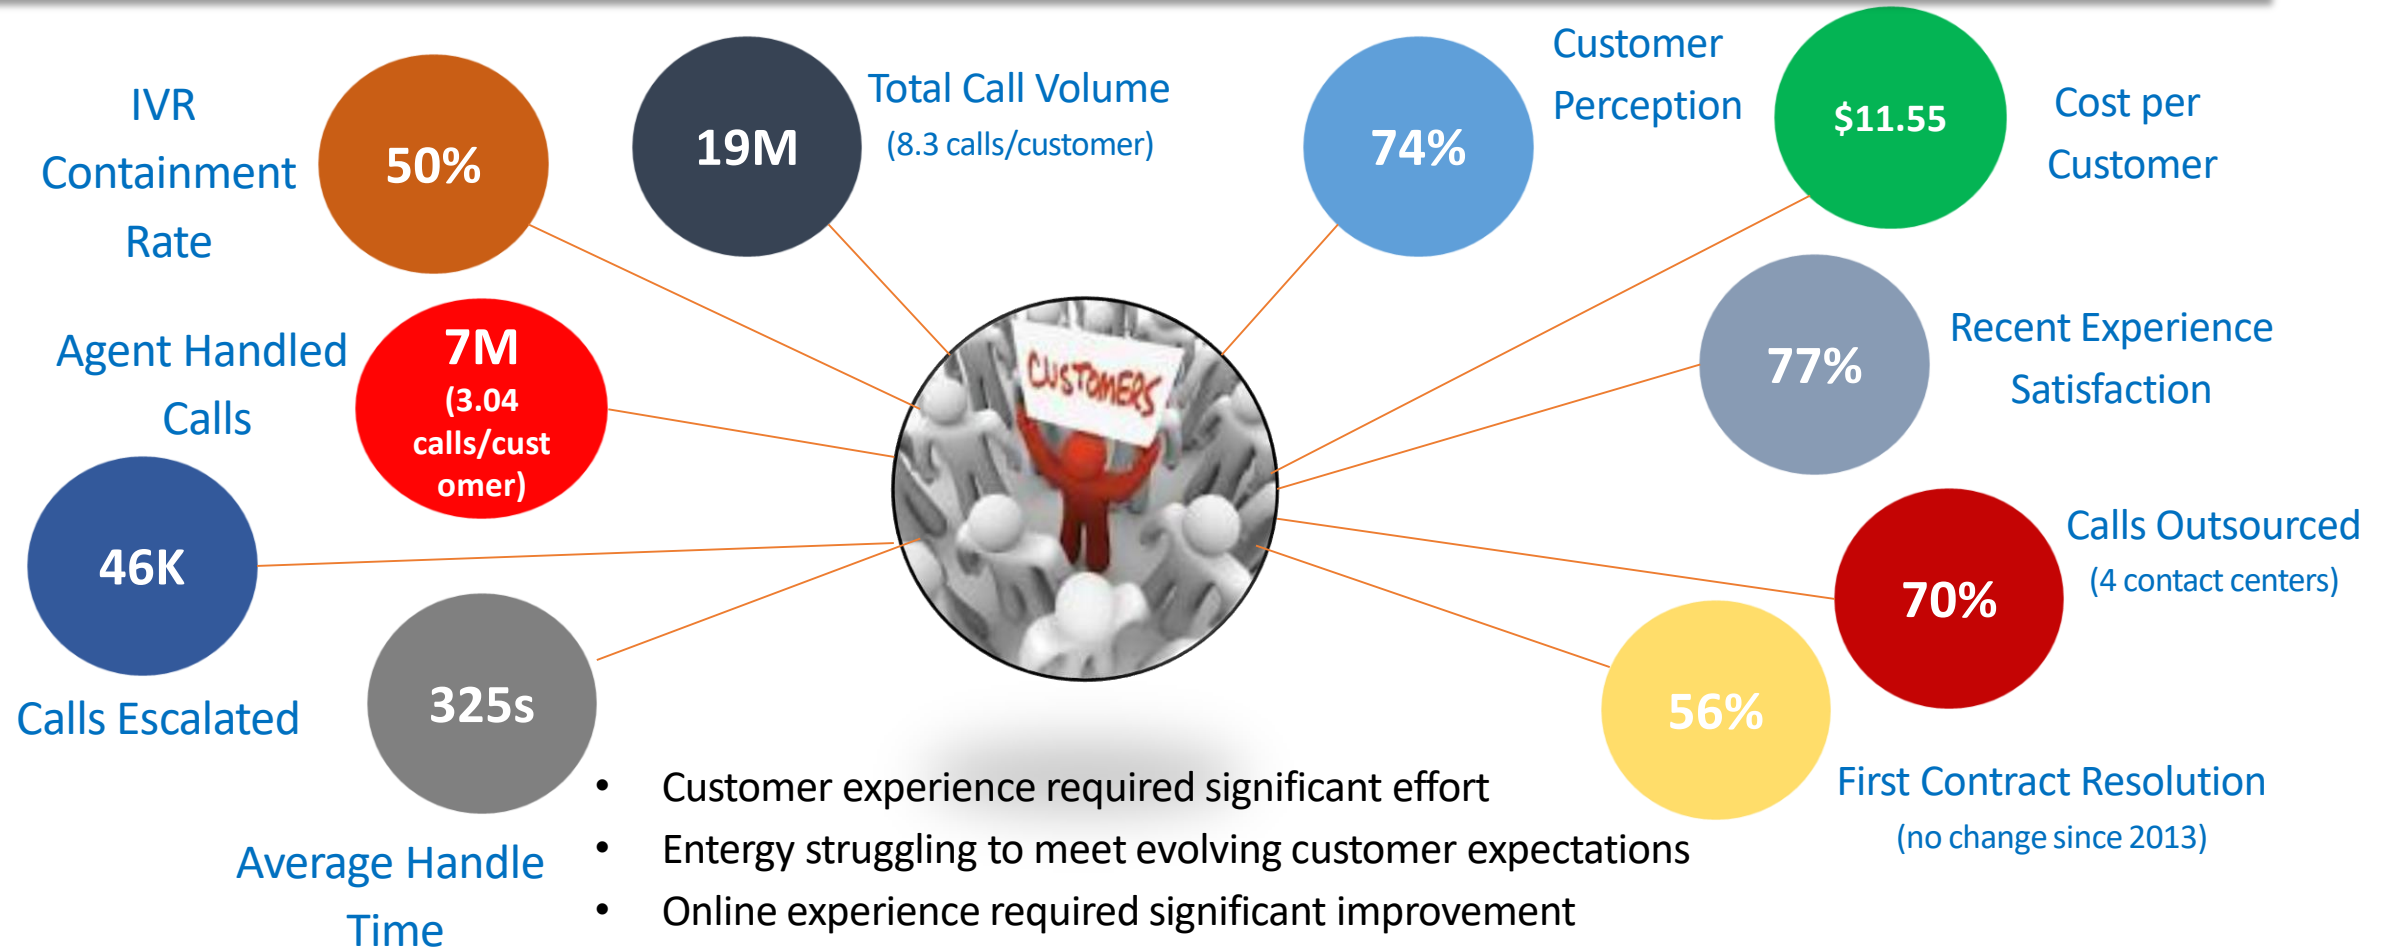 IVR
Containment
Rate
50%
19M
Total Call Volume
(8.3 calls/customer)
74%
Customer
Perception
$11.55
Cost per
Customer
Agent Handled
Calls
7M
(3.04
calls/cust
omer)
CUSTOMERS
77%
Recent Experience
Satisfaction
46K
Calls Escalated
325s
Average Handle
Time
70%
Calls Outsourced
(4 contact centers)
56%
First Contract Resolution
(no change since 2013)
• Customer experience required significant effort
• Entergy struggling to meet evolving customer expectations
• Online experience required significant improvement